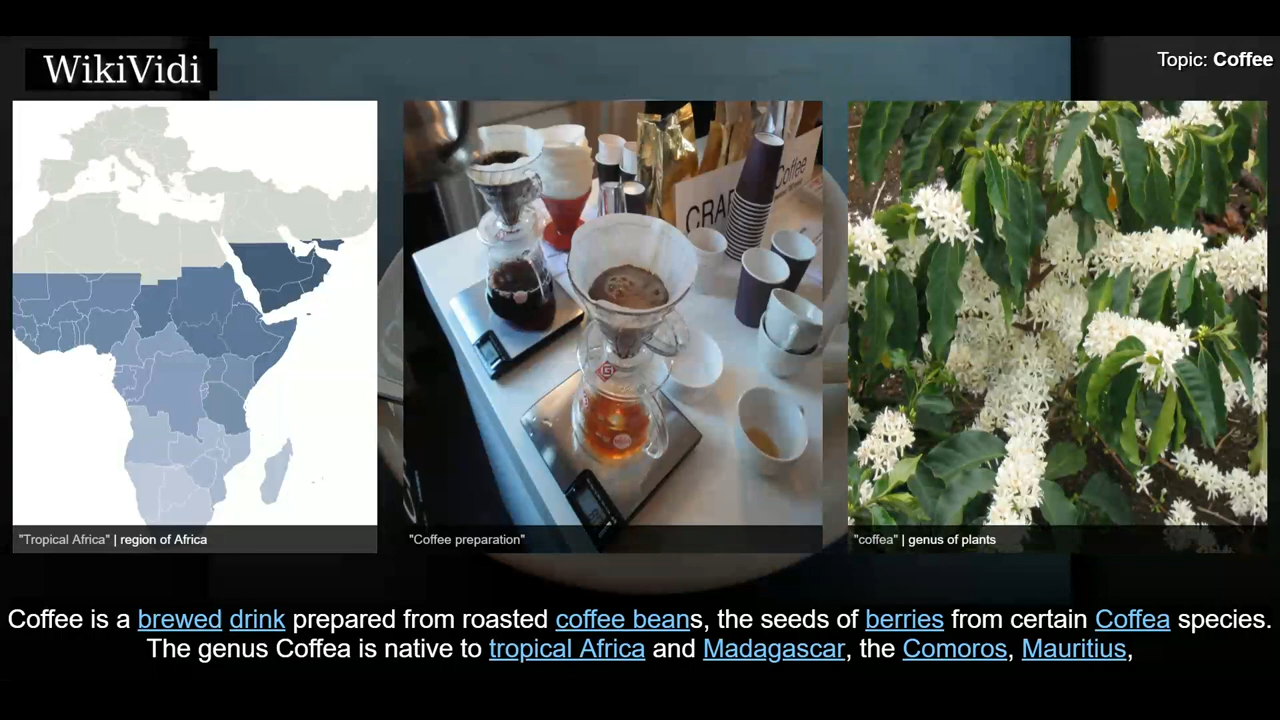 WikiVidi
Topic: Coffee
CRA
Coffee
"Tropical Africa" | region of Africa
"Coffee preparation"
"coffea" | genus of plants
Coffee is a brewed drink prepared from roasted coffee beans, the seeds of berries from certain Coffea species.
The genus Coffea is native to tropical Africa and Madagascar, the Comoros, Mauritius,